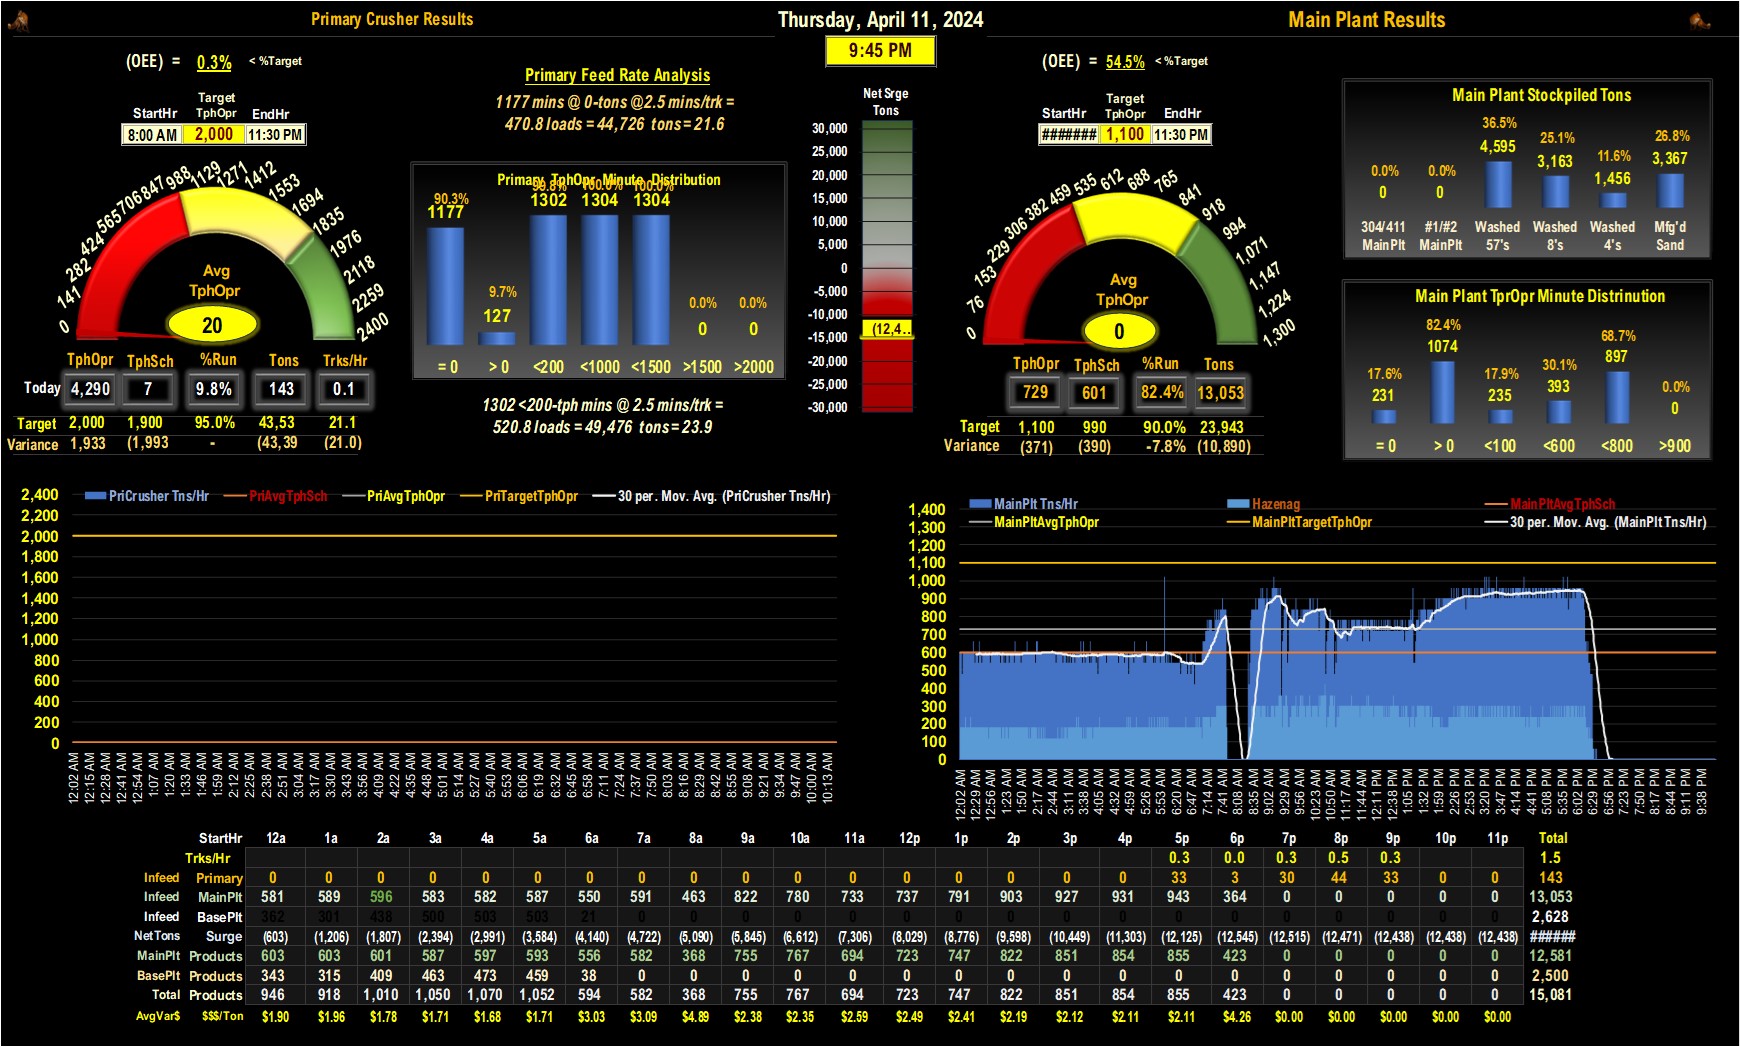 Primary Crusher Results
Thursday, April 11, 2024
Main Plant Results
9:45 PM
(OEE) = 0.3% < %Target
Target
StartHr TphOpr EndHr
8:00 AM 2,000 11:30 PM
0 141 282 424 565 706 847 988 1129 1271 1412 1553 1694 1835 1976 2118 2259 2400
Avg
TphOpr
20
TphOpr TphSch %Run Tons Trks/Hr
Today 4,290 7 9.8% 143 0.1
Target 2,000 1,900 95.0% 43,53 21.1
Variance 1,933 (1,993 - (43,39 (21.0)
Primary Feed Rate Analysis
1177 mins @ 0-tons @2.5 mins/trk =
470.8 loads = 44,726 tons = 21.6
Primary TphOpr Minute Distribution
90.3% 99.8% 100.0% 100.0%
1177 1302 1304 1304
9.7% 0.0% 0.0%
127 0 0
= 0 > 0 <200 <1000 <1500 >1500 >2000
1302 <200-tph mins @ 2.5 mins/trk =
520.8 loads = 49,476 tons = 23.9
Net Srge
Tons
30,000
25,000
20,000
15,000
10,000
5,000
0
-5,000
-10,000
(12,4..
-15,000
-20,000
-25,000
-30,000
(OEE) = 54.5% < %Target
Target
StartHr TphOpr EndHr
####### 1,100 11:30 PM
0 76 153 229 306 382 459 535 612 688 765 841 918 994 1,071 1,147 1,224 1,300
Avg
TphOpr
0
TphOpr TphSch %Run Tons
729 601 82.4% 13,053
Target 1,100 990 90.0% 23,943
Variance (371) (390) -7.8% (10,890)
Main Plant Stockpiled Tons
0.0% 0.0% 36.5% 25.1% 11.6% 26.8%
0 0 4,595 3,163 1,456 3,367
304/411 #1/#2 Washed Washed Washed Mfg'd
MainPlt MainPlt 57's 8's 4's Sand
Main Plant TprOpr Minute Distrinution
17.6% 82.4% 17.9% 30.1% 68.7% 0.0%
231 1074 235 393 897 0
= 0 > 0 <100 <600 <800 >900
PriCrusher Tns/Hr PriAvgTphSch PriAvgTphOpr PriTargetTphOpr 30 per. Mov. Avg. (PriCrusher Tns/Hr)
2,400
2,200
2,000
1,800
1,600
1,400
1,200
1,000
800
600
400
200
0
12:02 AM 12:15 AM 12:28 AM 12:41 AM 12:54 AM 1:07 AM 1:20 AM 1:33 AM 1:46 AM 1:59 AM 2:12 AM 2:25 AM 2:38 AM 2:51 AM 3:04 AM 3:17 AM 3:30 AM 3:43 AM 3:56 AM 4:09 AM 4:22 AM 4:35 AM 4:48 AM 5:01 AM 5:14 AM 5:27 AM 5:40 AM 5:53 AM 6:06 AM 6:19 AM 6:32 AM 6:45 AM 6:58 AM 7:11 AM 7:24 AM 7:37 AM 7:50 AM 8:03 AM 8:16 AM 8:29 AM 8:42 AM 8:55 AM 9:08 AM 9:21 AM 9:34 AM 9:47 AM 10:00 AM 10:13 AM
MainPlt Tns/Hr Hazenag MainPltAvgTphSch
MainPltAvgTphOpr MainPltTargetTphOpr 30 per. Mov. Avg. (MainPlt Tns/Hr)
1,400
1,300
1,200
1,100
1,000
900
800
700
600
500
400
300
200
100
0
12:02 AM 12:29 AM 12:56 AM 1:23 AM 1:50 AM 2:17 AM 2:44 AM 3:11 AM 3:38 AM 4:05 AM 4:32 AM 4:59 AM 5:26 AM 5:53 AM 6:20 AM 6:47 AM 7:14 AM 7:41 AM 8:08 AM 8:35 AM 9:02 AM 9:29 AM 9:56 AM 10:23 AM 10:50 AM 11:17 AM 11:44 AM 12:11 PM 12:38 PM 1:05 PM 1:32 PM 1:59 PM 2:26 PM 2:53 PM 3:20 PM 3:47 PM 4:14 PM 4:41 PM 5:08 PM 5:35 PM 6:02 PM 6:29 PM 6:56 PM 7:23 PM 7:50 PM 8:17 PM 8:44 PM 9:11 PM 9:38 PM
StartHr 12a 1a 2a 3a 4a 5a 6a 7a 8a 9a 10a 11a 12p 1p 2p 3p 4p 5p 6p 7p 8p 9p 10p 11p Total
Trks/Hr 0.3 0.0 0.3 0.5 0.3 1.5
Infeed Primary 0 0 0 0 0 0 0 0 0 0 0 0 0 0 0 0 0 33 3 30 44 33 0 0 143
Infeed MainPlt 581 589 596 583 582 587 550 591 463 822 780 733 737 791 903 927 931 943 364 0 0 0 0 0 13,053
Infeed BasePlt 362 301 438 500 503 503 21 0 0 0 0 0 0 0 0 0 0 0 0 0 0 0 0 0 2,628
NetTons Surge (603) (1,206) (1,807) (2,394) (2,991) (3,584) (4,140) (4,722) (5,090) (5,845) (6,612) (7,306) (8,029) (8,776) (9,598) (10,449) (11,303) (12,125) (12,545) (12,515) (12,471) (12,438) (12,438) (12,438) ######
MainPlt Products 603 603 601 587 597 593 556 582 368 755 767 694 723 747 822 851 854 855 423 0 0 0 0 0 12,581
BasePlt Products 343 315 409 463 473 459 38 0 0 0 0 0 0 0 0 0 0 0 0 0 0 0 0 0 2,500
Total Products 946 918 1,010 1,050 1,070 1,052 594 582 368 755 767 694 723 747 822 851 854 855 423 0 0 0 0 0 15,081
AvgVar$ $$$/Ton $1.90 $1.96 $1.78 $1.71 $1.68 $1.71 $3.03 $3.09 $4.89 $2.38 $2.35 $2.59 $2.49 $2.41 $2.19 $2.12 $2.11 $2.11 $4.26 $0.00 $0.00 $0.00 $0.00 $0.00